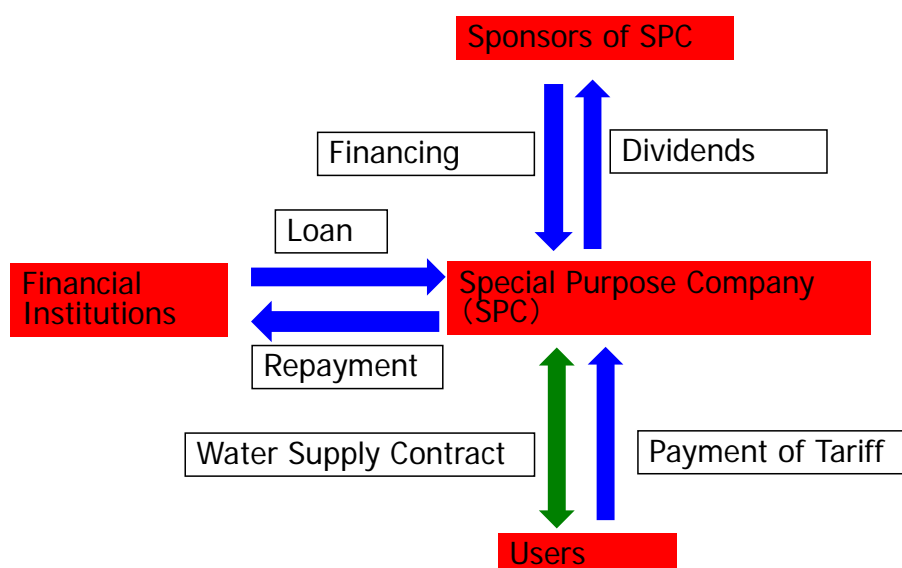 Sponsors of SPC
Financing
Dividends
Loan
Financial
Institutions
Special Purpose Company
（SPC）
Repayment
Water Supply Contract
Payment of Tariff
Users